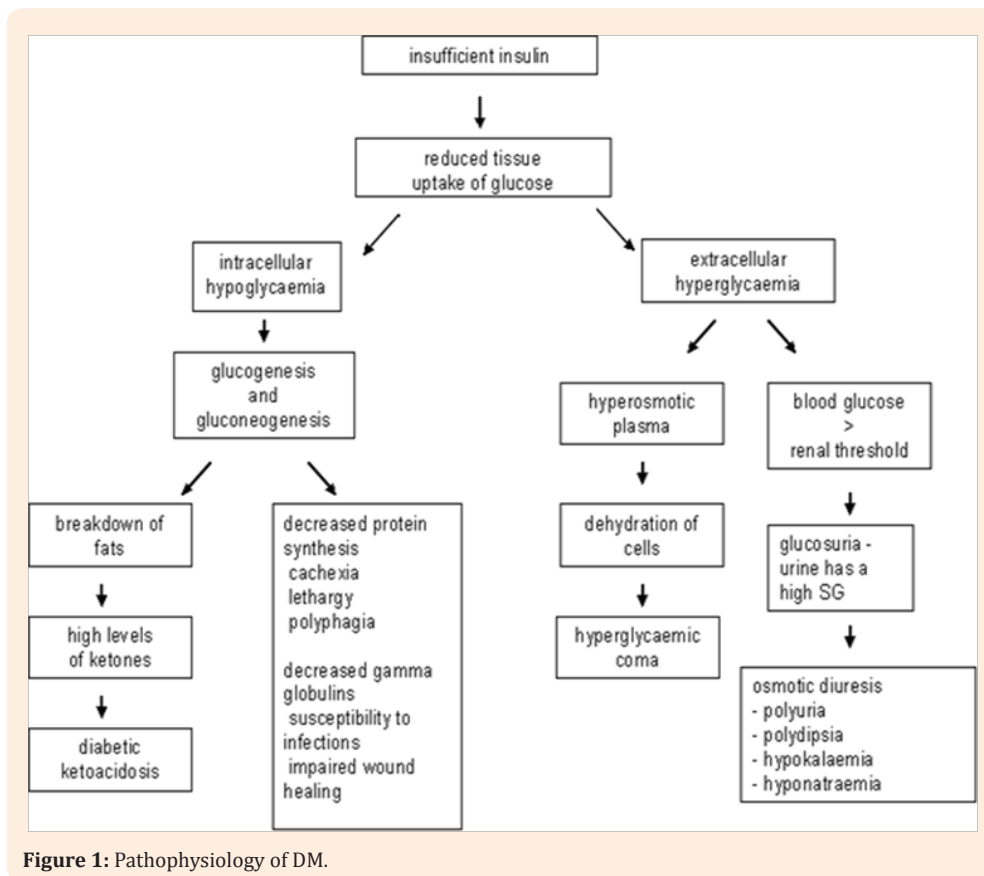 insufficient insulin
reduced tissue
uptake of glucose
intracellular
hypoglycaemia
extracellular
hyperglycaemia
glucogenesis
and
gluconeogenesis
hyperosmotic
plasma
blood glucose
>
renal threshold
breakdown of
fats
decreased protein
synthesis
cachexia
lethargy
polyphagia
decreased gamma
globulins
susceptibility to
infections
impaired wound
healing
dehydration of
cells
glucosuria -
urine has a
high SG
high levels
of ketones
hyperglycaemic
coma
osmotic diuresis
- polyuria
- polydipsia
- hypokalaemia
- hyponatraemia
diabetic
ketoacidosis
Figure 1: Pathophysiology of DM.